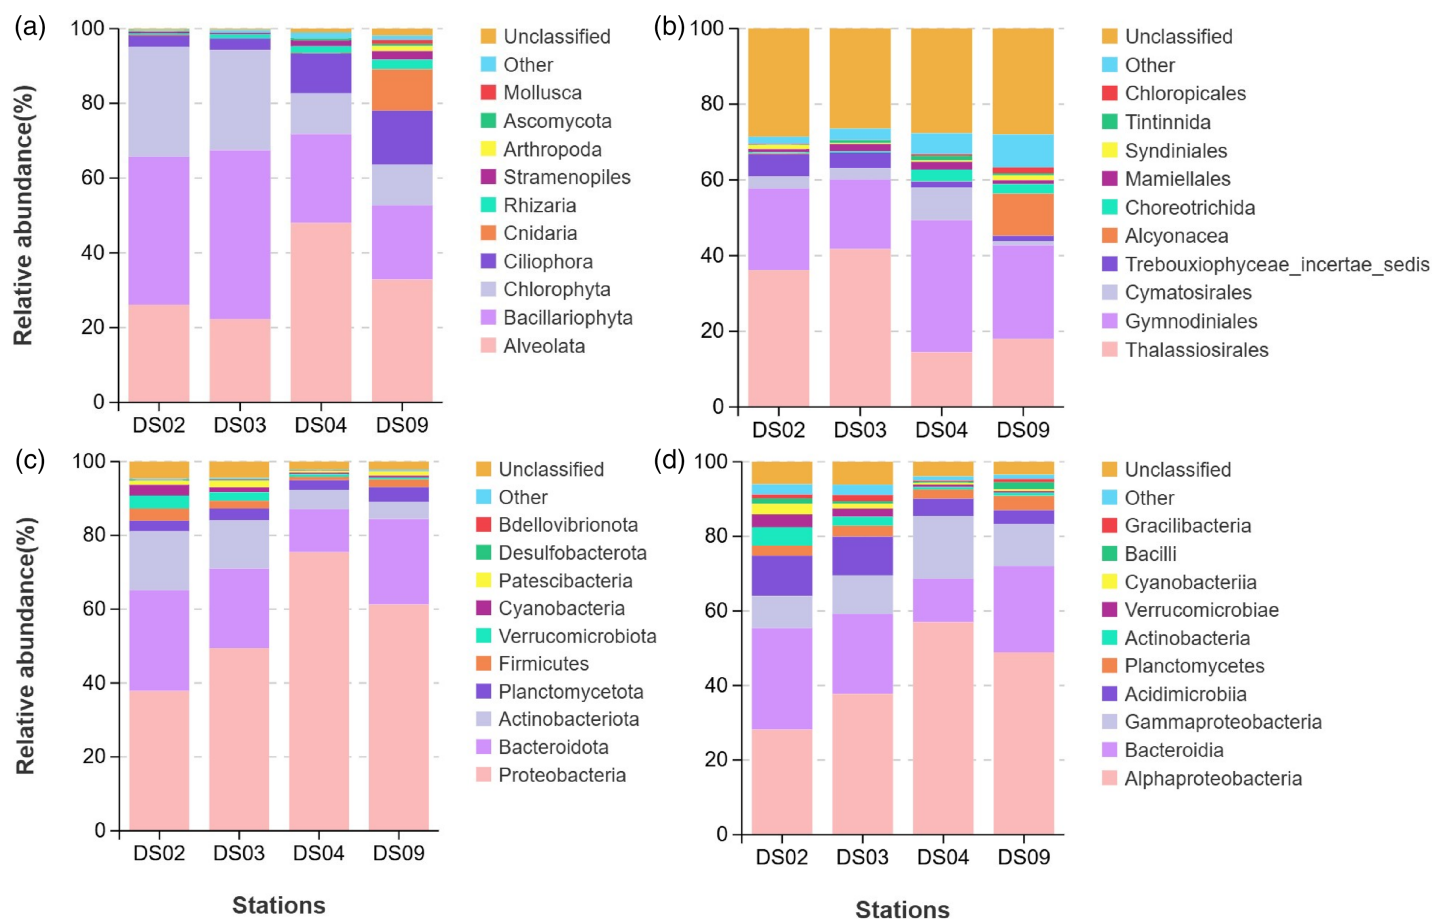 (a)
Relative abundance(%)
100
80
60
40
20
0
DS02
DS03
DS04
DS09
Unclassified
Other
Mollusca
Ascomycota
Arthropoda
Stramenopiles
Rhizaria
Cnidaria
Ciliophora
Chlorophyta
Bacillariophyta
Alveolata
(b)
100
80
60
40
20
0
DS02
DS03
DS04
DS09
Unclassified
Other
Chloropicales
Tintinnida
Syndiniales
Mamiellales
Choreotrichida
Alcyonacea
Trebouxiophyceae_incertae_sedis
Cymatosirales
Gymnodiniales
Thalassiosirales
(c)
Relative abundance(%)
100
80
60
40
20
0
DS02
DS03
DS04
DS09
Stations
Unclassified
Other
Bdellovibrionota
Desulfobacterota
Patescibacteria
Cyanobacteria
Verrucomicrobiota
Firmicutes
Planctomycetota
Actinobacteriota
Bacteroidota
Proteobacteria
(d)
100
80
60
40
20
0
DS02
DS03
DS04
DS09
Stations
Unclassified
Other
Gracilibacteria
Bacilli
Cyanobacteriia
Verrucomicrobiae
Actinobacteria
Planctomycetes
Acidimicrobiia
Gammaproteobacteria
Bacteroidia
Alphaproteobacteria